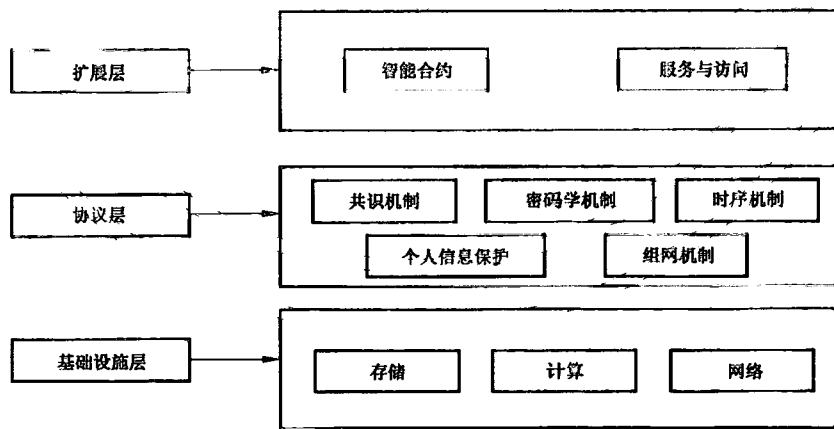 扩展层
智能合约
服务与访问
协议层
共识机制
密码学机制
时序机制
个人信息保护
组网机制
基础设施层
存储
计算
网络